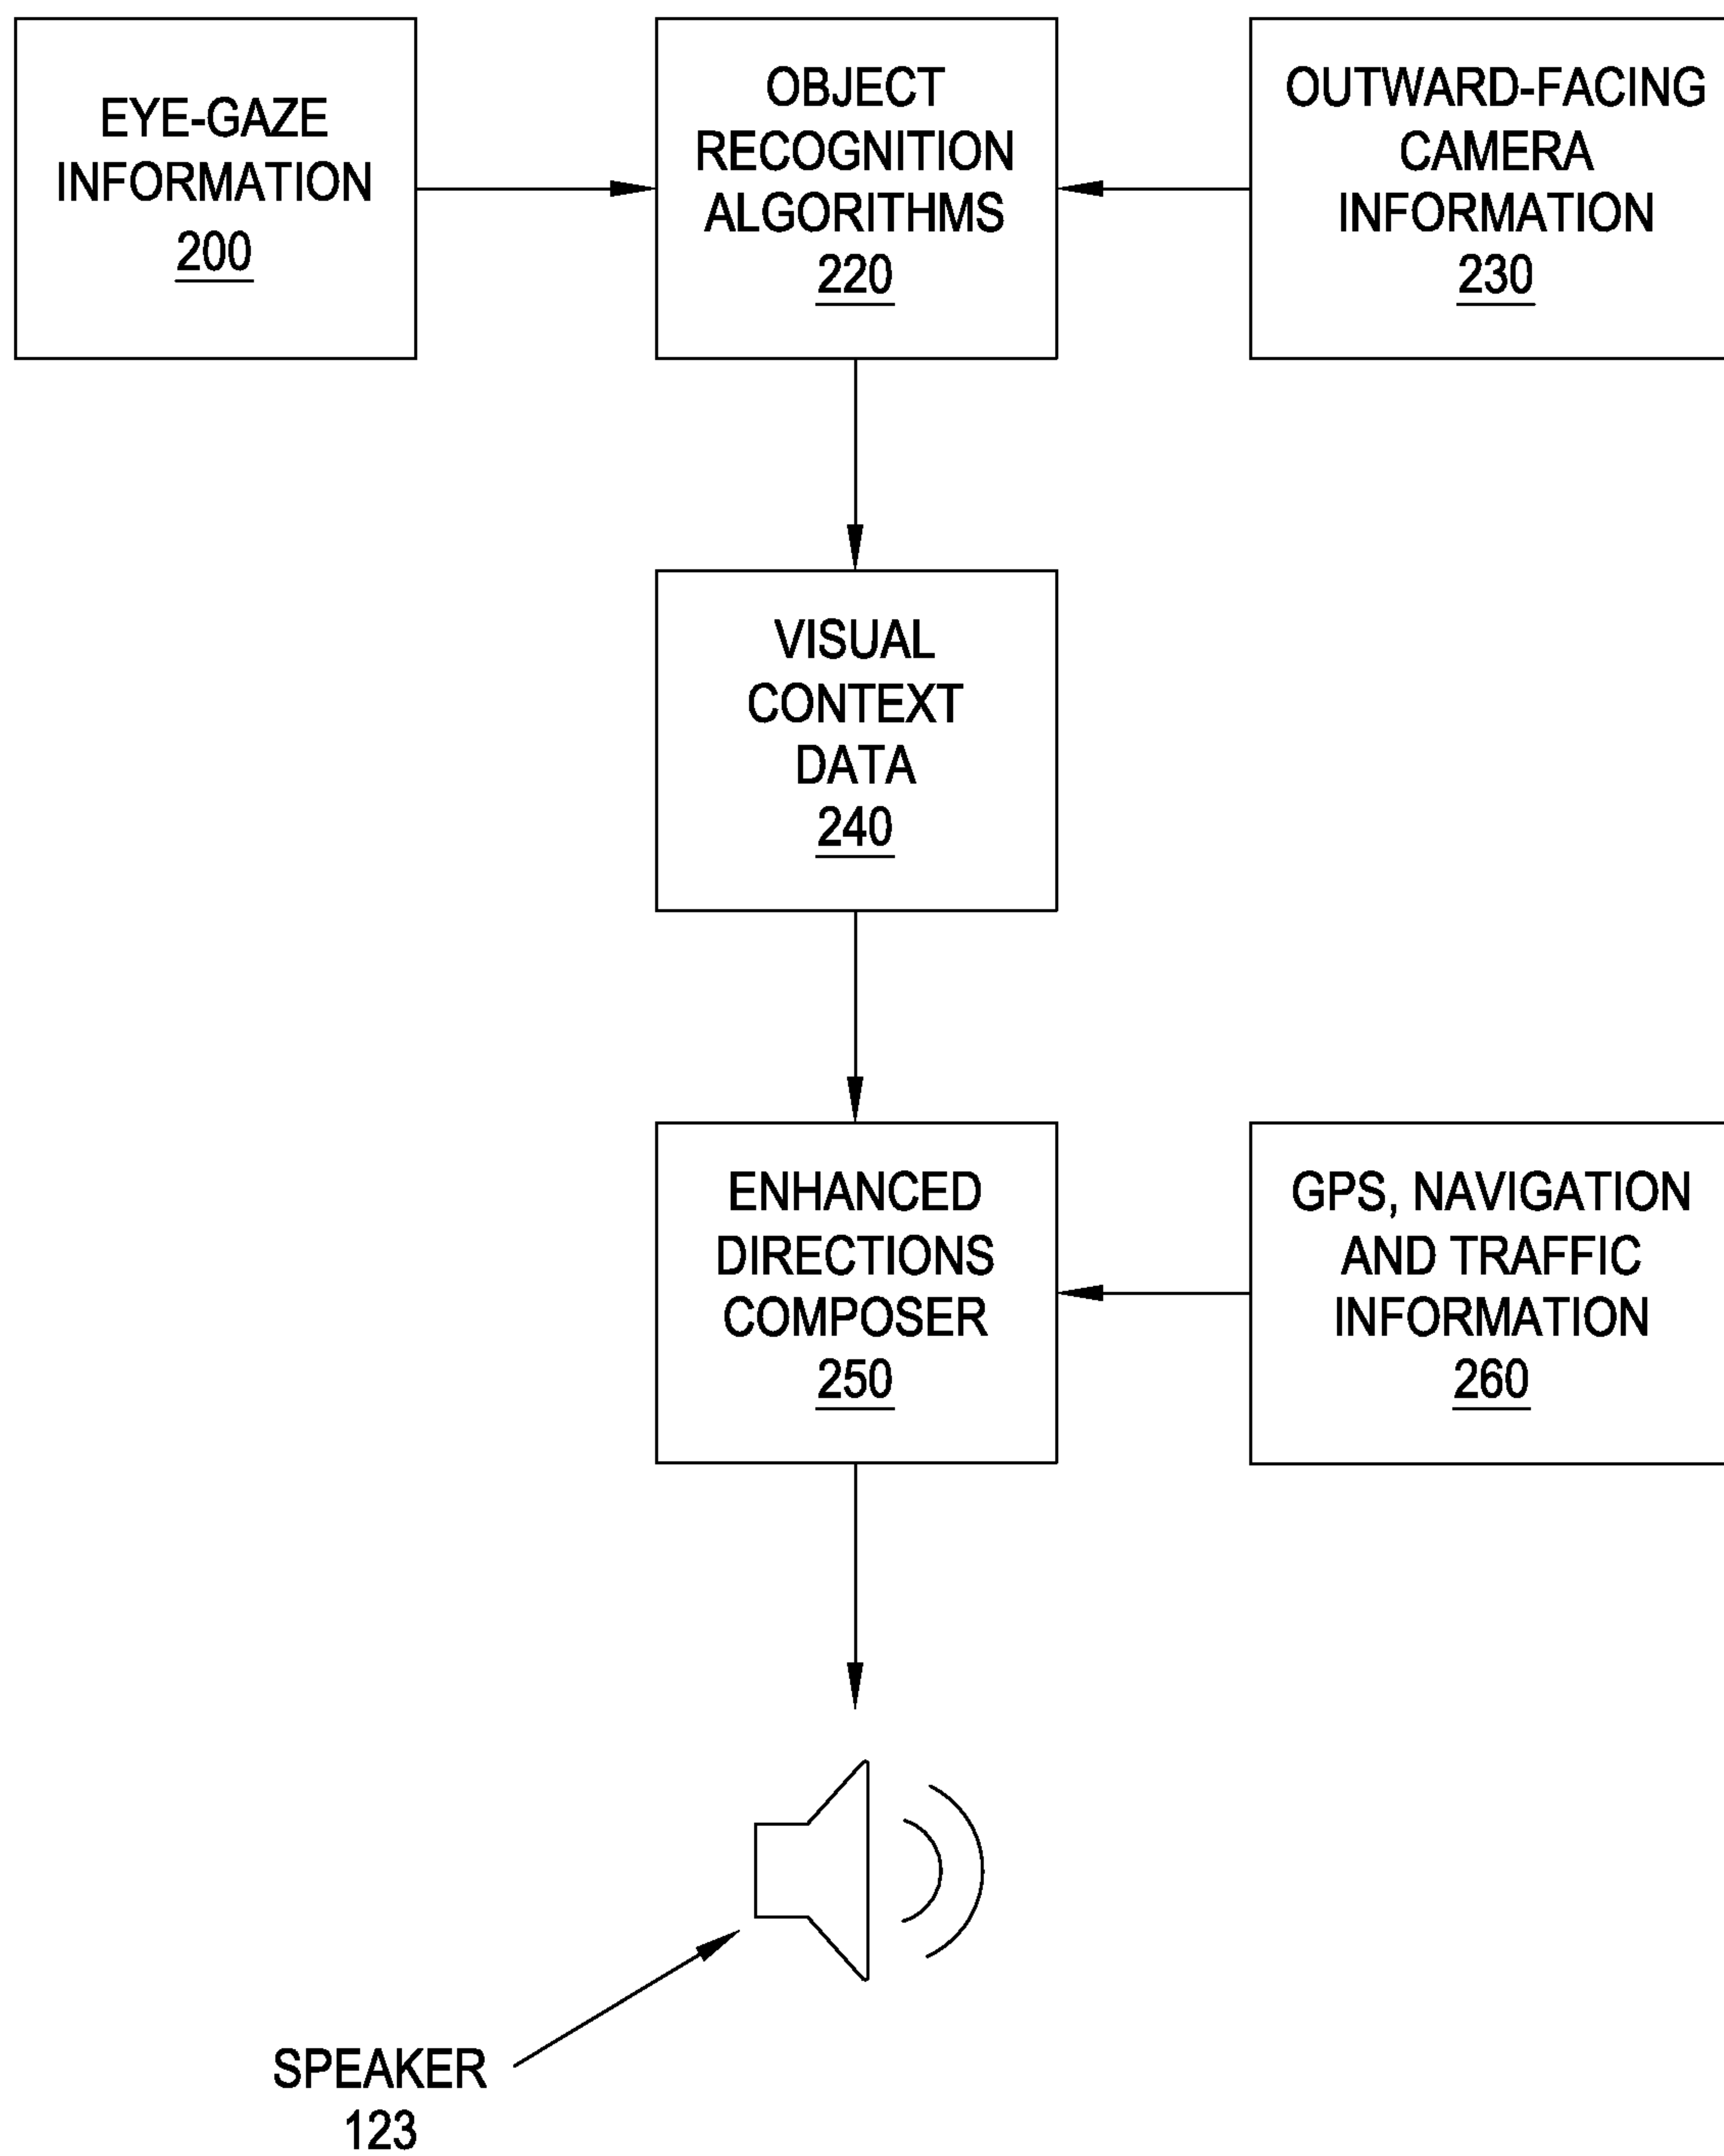 EYE-GAZE
INFORMATION
200
OBJECT
RECOGNITION
ALGORITHMS
220
OUTWARD-FACING
CAMERA
INFORMATION
230
VISUAL
CONTEXT
DATA
240
ENHANCED
DIRECTIONS
COMPOSER
250
GPS, NAVIGATION
AND TRAFFIC
INFORMATION
260
SPEAKER
123